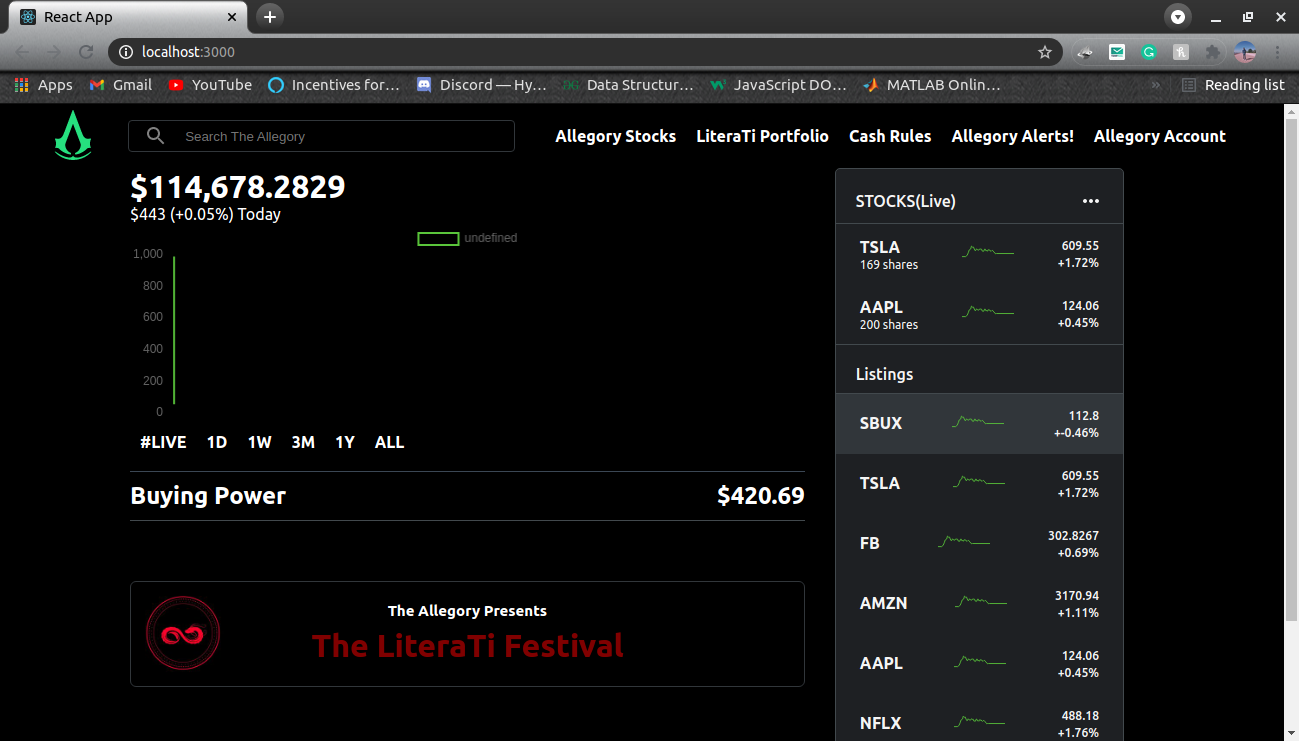 React App
localhost:3000
Apps
Gmail
YouTube
Incentives for…
Discord — Hy…
Data Structur…
JavaScript DO…
MATLAB Onlin…
»
Reading list
Search The Allegory
Allegory Stocks
LiteraTi Portfolio
Cash Rules
Allegory Alerts!
Allegory Account
$114,678.2829
$443 (+0.05%) Today
undefined
1,000
800
600
400
200
0
#LIVE 1D 1W 3M 1Y ALL
Buying Power $420.69
The Allegory Presents
The LiteraTi Festival
STOCKS(Live)
TSLA 609.55
169 shares +1.72%
AAPL 124.06
200 shares +0.45%
Listings
SBUX 112.8
+-0.46%
TSLA 609.55
+1.72%
FB 302.8267
+0.69%
AMZN 3170.94
+1.11%
AAPL 124.06
+0.45%
NFLX 488.18
+1.76%